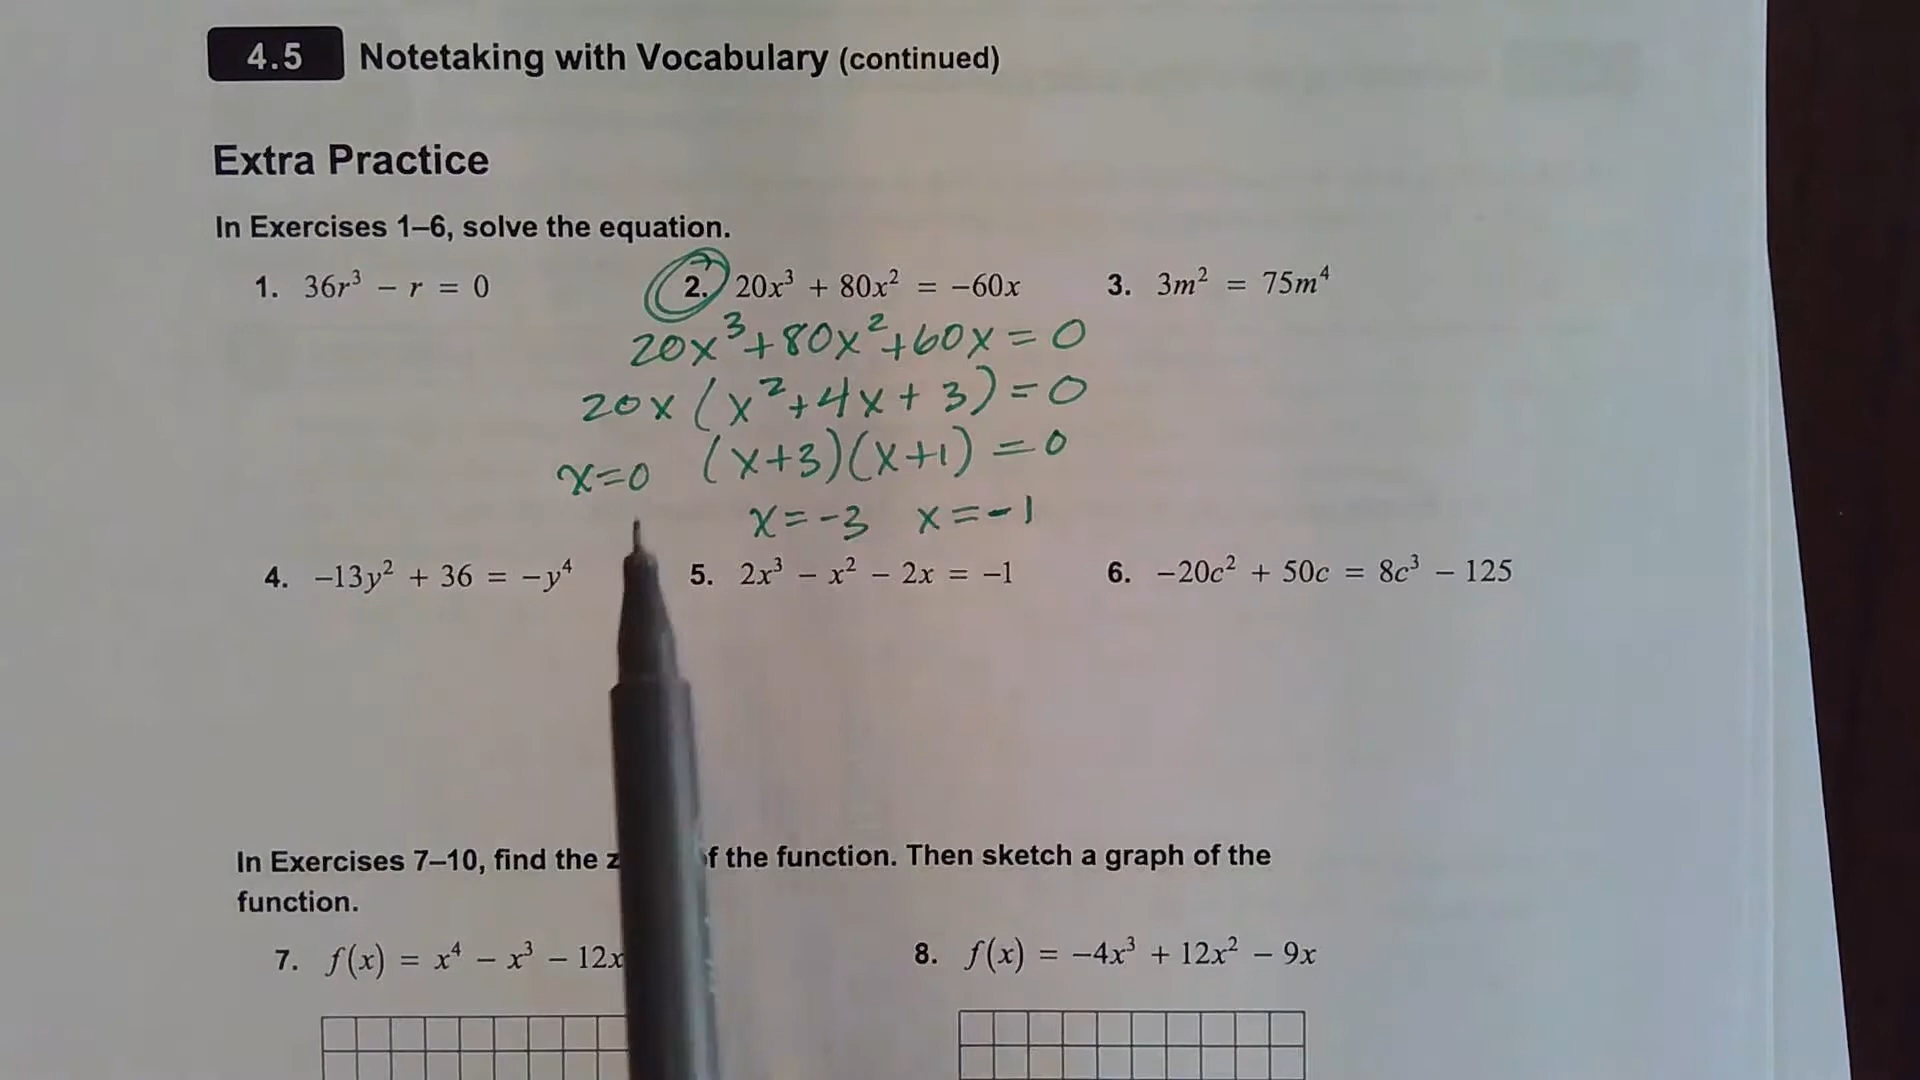 4.5 Notetaking with Vocabulary (continued)
Extra Practice
In Exercises 1–6, solve the equation.
1. 36r³ − r = 0
2. 20x³ + 80x² = −60x
3. 3m² = 75m⁴
20x³+80x²+60x=0
20x(x²+4x+3)=0
(x+3)(x+1)=0
x=0
x=-3 x=-1
4. −13y² + 36 = −y⁴
5. 2x³ − x² − 2x = −1
6. −20c² + 50c = 8c³ − 125
In Exercises 7–10, find the of the function. Then sketch a graph of the
function.
7. f(x) = x⁴ − x³ − 12x
8. f(x) = −4x³ + 12x² − 9x